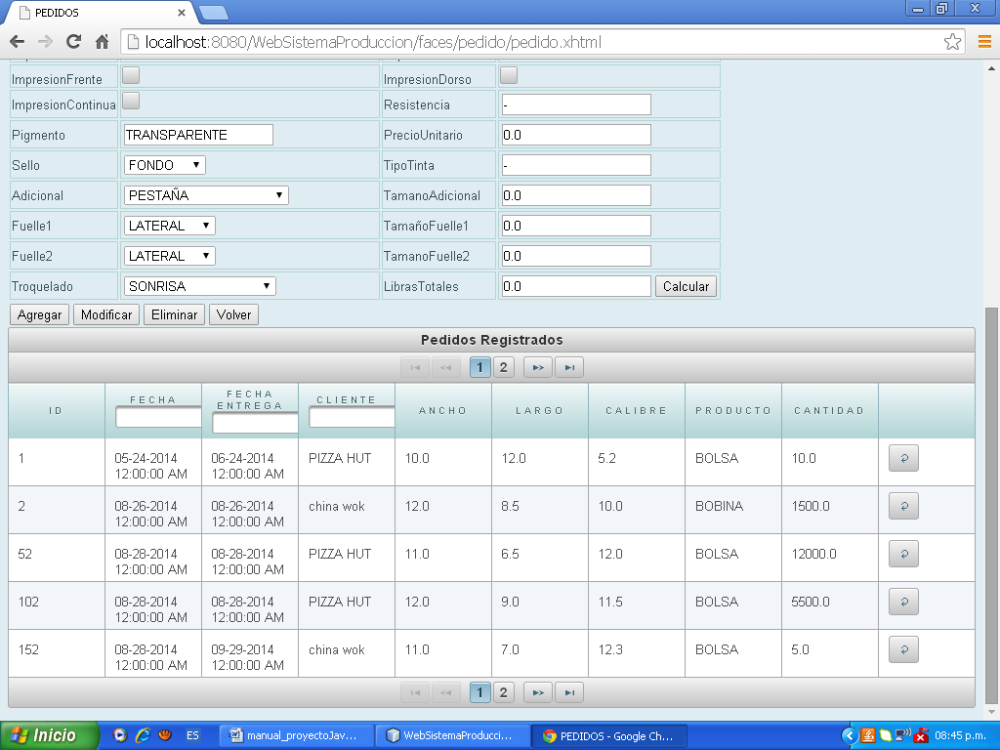 PEDIDOS
localhost:8080/WebSistemaProduccion/faces/pedido/pedido.xhtml
ImpresionFrente ImpresionDorso
ImpresionContinua Resistencia -
Pigmento TRANSPARENTE PrecioUnitario 0.0
Sello FONDO TipoTinta -
Adicional PESTAÑA TamanoAdicional 0.0
Fuelle1 LATERAL TamañoFuelle1 0.0
Fuelle2 LATERAL TamanoFuelle2 0.0
Troquelado SONRISA LibrasTotales 0.0 Calcular
Agregar Modificar Eliminar Volver
Pedidos Registrados
1 2
ID FECHA FECHA ENTREGA CLIENTE ANCHO LARGO CALIBRE PRODUCTO CANTIDAD
1 05-24-2014 12:00:00 AM 06-24-2014 12:00:00 AM PIZZA HUT 10.0 12.0 5.2 BOLSA 10.0
2 08-26-2014 12:00:00 AM 08-26-2014 12:00:00 AM china wok 12.0 8.5 10.0 BOBINA 1500.0
52 08-28-2014 12:00:00 AM 08-28-2014 12:00:00 AM PIZZA HUT 11.0 6.5 12.0 BOLSA 12000.0
102 08-28-2014 12:00:00 AM 08-28-2014 12:00:00 AM PIZZA HUT 12.0 9.0 11.5 BOLSA 5500.0
152 08-28-2014 12:00:00 AM 09-29-2014 12:00:00 AM china wok 11.0 7.0 12.3 BOLSA 5.0
1 2
Inicio ES manual_proyectoJav... WebSistemaProducci... PEDIDOS - Google Ch... 08:45 p.m.